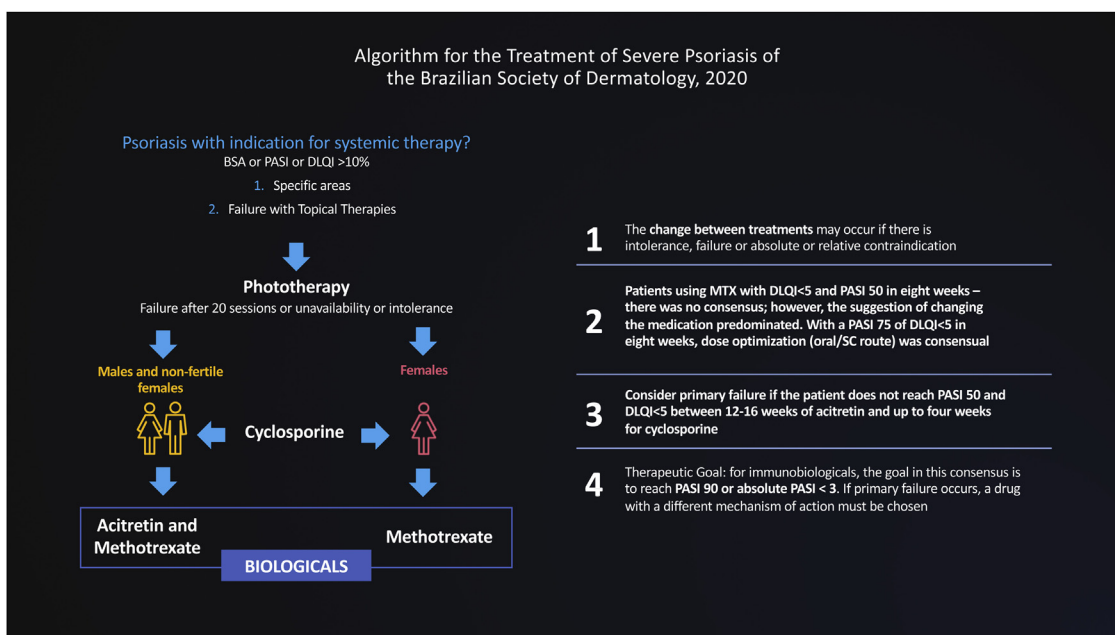 Algorithm for the Treatment of Severe Psoriasis of
the Brazilian Society of Dermatology, 2020
Psoriasis with indication for systemic therapy?
BSA or PASI or DLQI >10%
1. Specific areas
2. Failure with Topical Therapies
Phototherapy
Failure after 20 sessions or unavailability or intolerance
Males and non-fertile
females
Females
Cyclosporine
Acitretin and
Methotrexate
Methotrexate
BIOLOGICALS
1
The change between treatments may occur if there is
intolerance, failure or absolute or relative contraindication
2
Patients using MTX with DLQI<5 and PASI 50 in eight weeks –
there was no consensus; however, the suggestion of changing
the medication predominated. With a PASI 75 of DLQI<5 in
eight weeks, dose optimization (oral/SC route) was consensual
3
Consider primary failure if the patient does not reach PASI 50 and
DLQI<5 between 12-16 weeks of acitretin and up to four weeks
for cyclosporine
4
Therapeutic Goal: for immunobiologicals, the goal in this consensus is
to reach PASI 90 or absolute PASI < 3. If primary failure occurs, a drug
with a different mechanism of action must be chosen